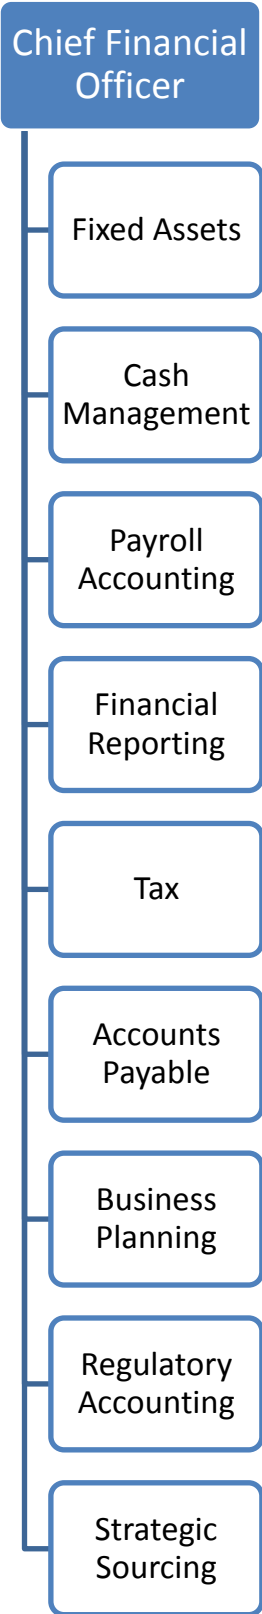 Chief Financial
Officer
Fixed Assets
Cash
Management
Payroll
Accounting
Financial
Reporting
Tax
Accounts
Payable
Business
Planning
Regulatory
Accounting
Strategic
Sourcing